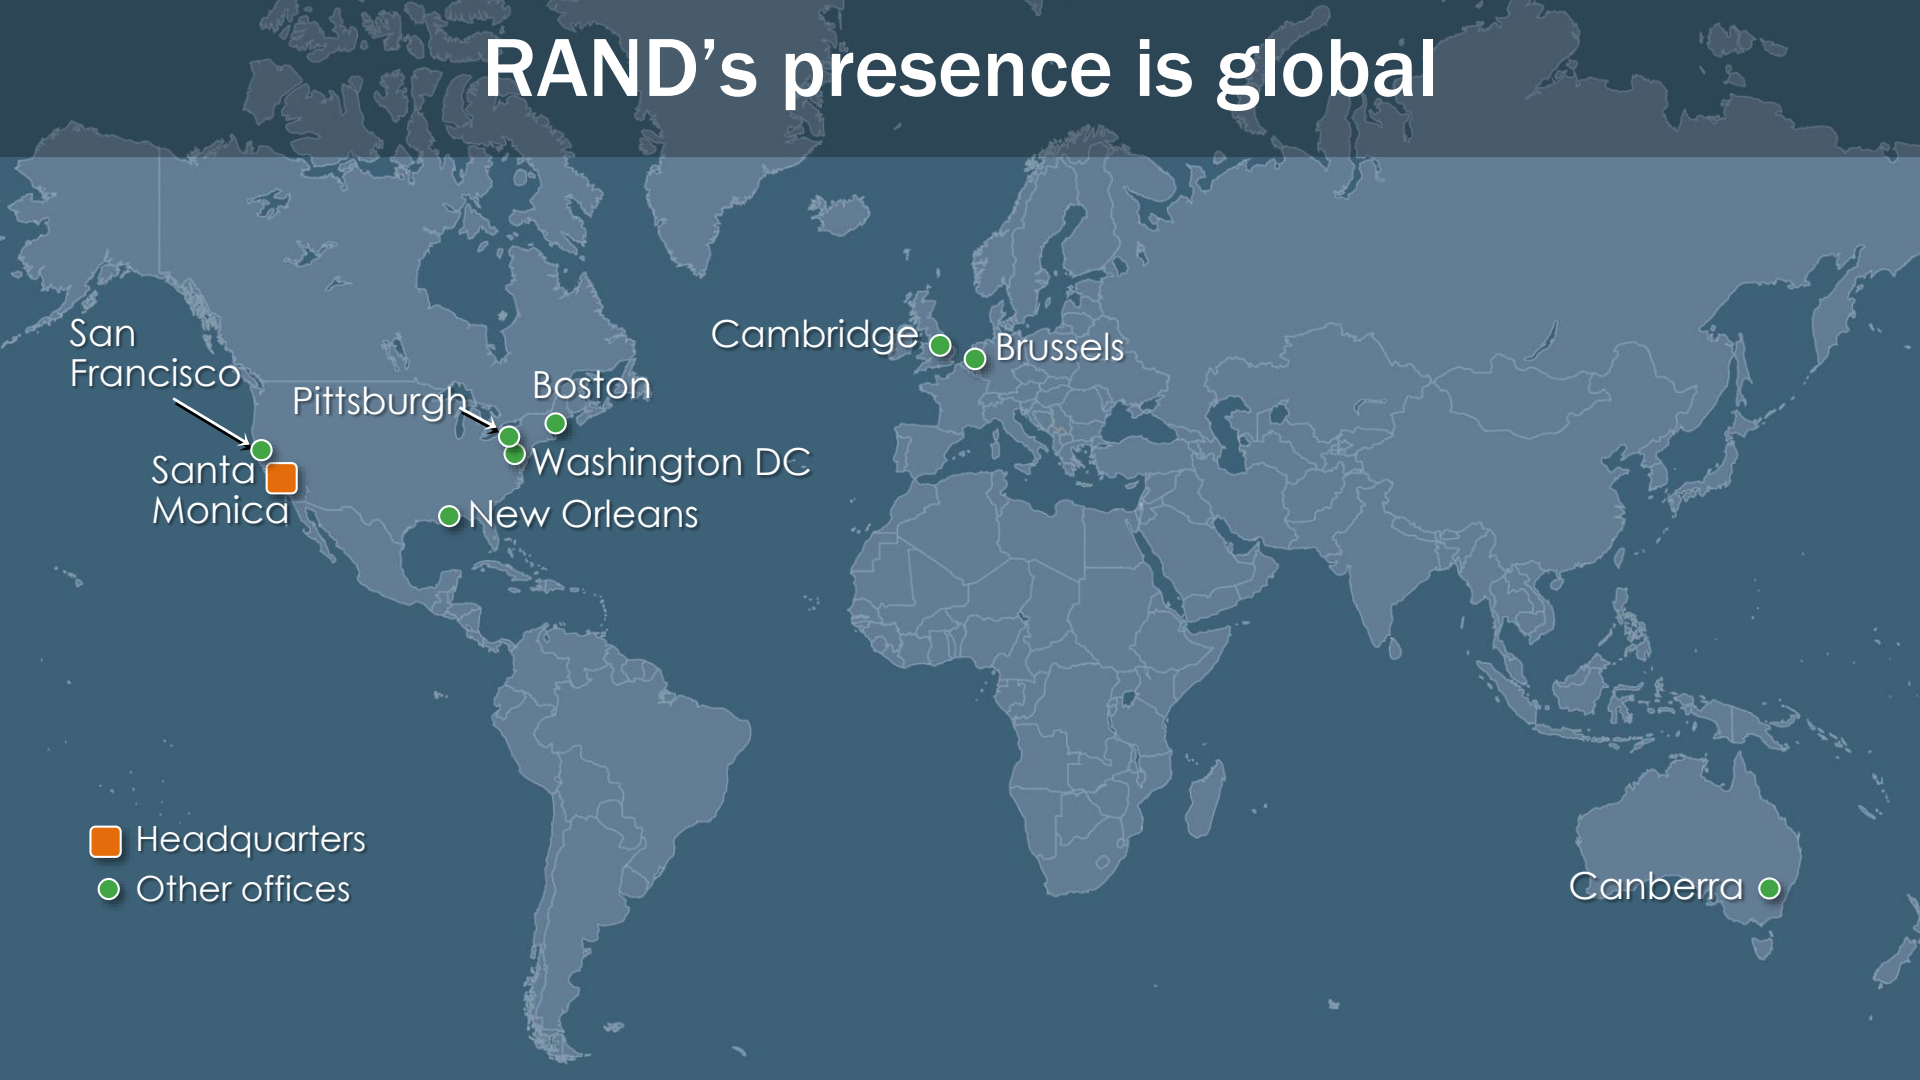 RAND’s presence is global
San
Francisco
Pittsburgh
Boston
Cambridge
Brussels
Santa
Monica
Washington DC
New Orleans
Headquarters
Other offices
Canberra